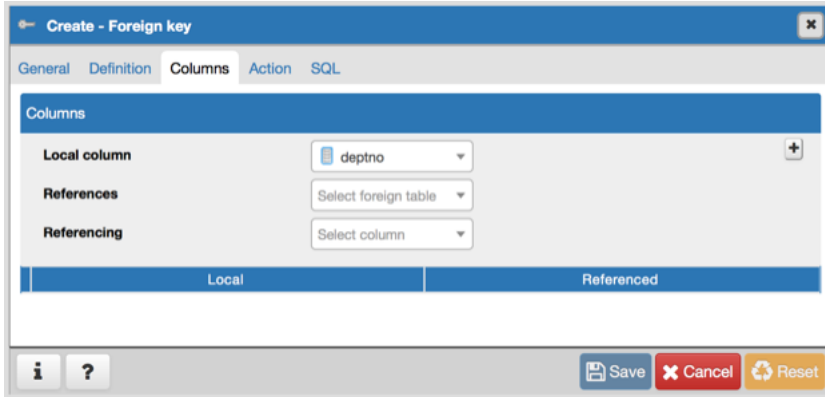 Create - Foreign key
General Definition Columns Action SQL
Columns
Local column deptno
References Select foreign table
Referencing Select column
Local Referenced
i ? Save Cancel Reset